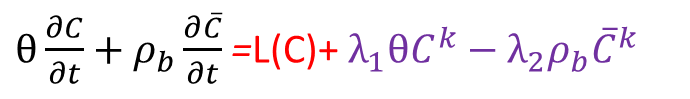 θ ∂C/∂t + ρ_b ∂C̄/∂t =L(C)+ λ₁θC^k − λ₂ρ_b C̄^k